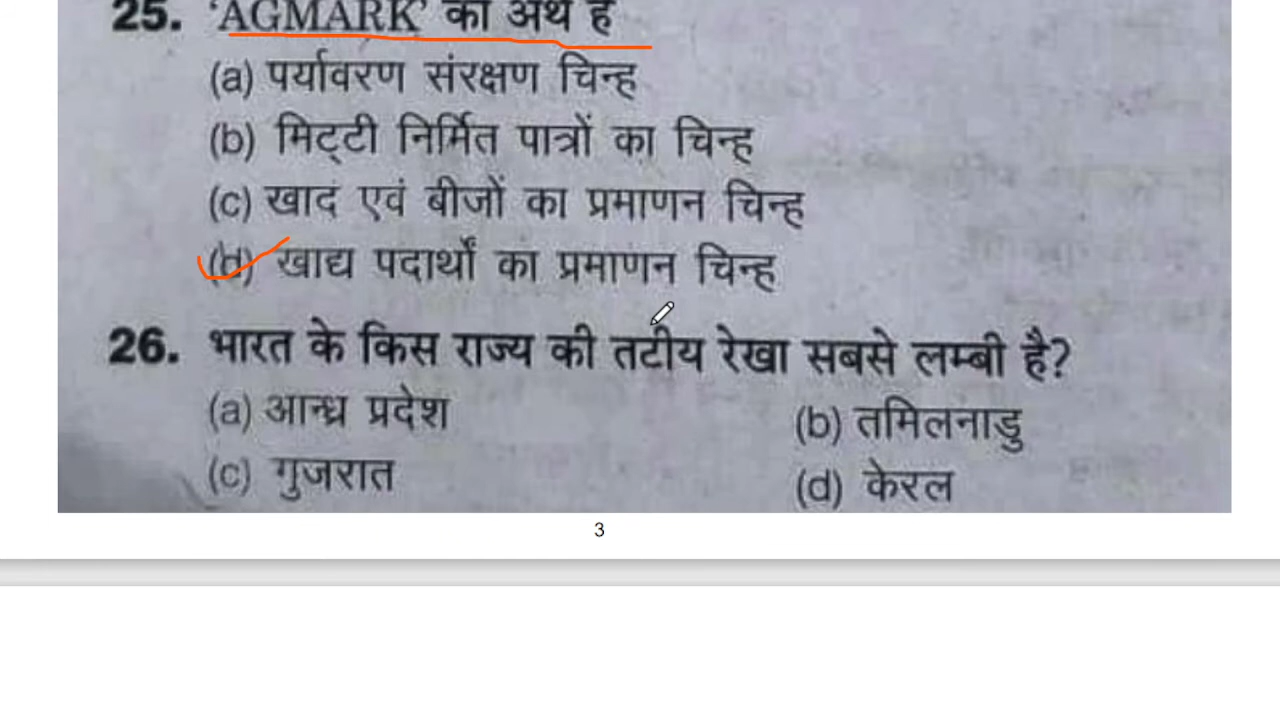 25. 'AGMARK' का अर्थ है
(a) पर्यावरण संरक्षण चिन्ह
(b) मिट्टी निर्मित पात्रों का चिन्ह
(c) खाद एवं बीजों का प्रमाणन चिन्ह
(d) खाद्य पदार्थों का प्रमाणन चिन्ह
26. भारत के किस राज्य की तटीय रेखा सबसे लम्बी है?
(a) आन्ध्र प्रदेश (b) तमिलनाडु
(c) गुजरात (d) केरल
3